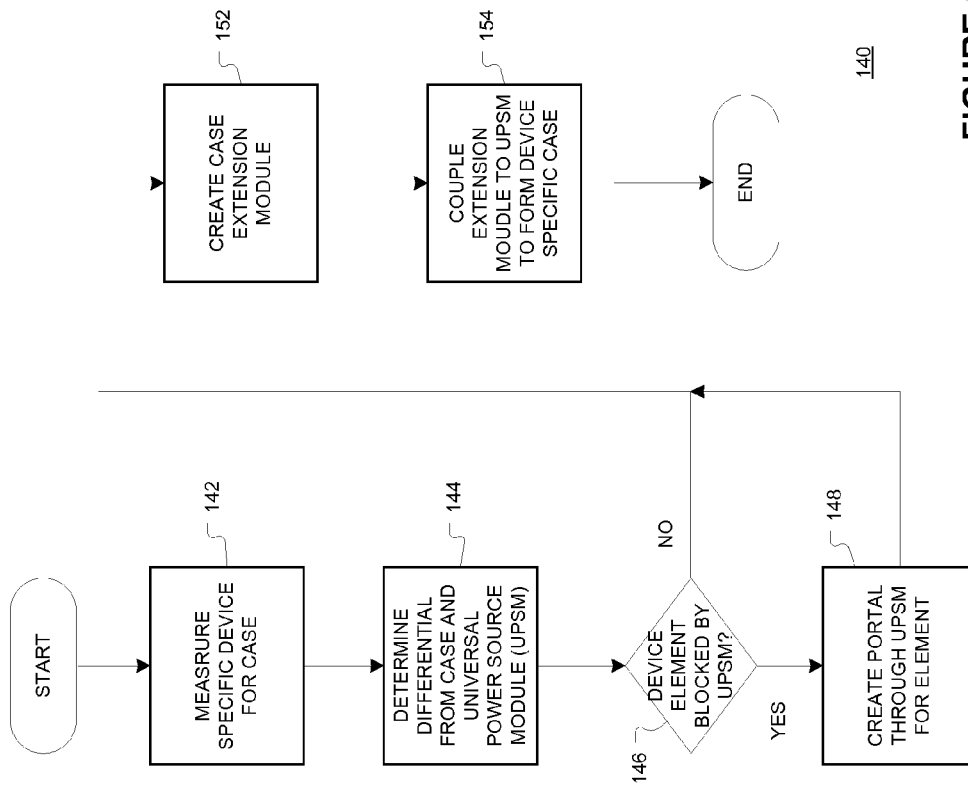 START
MEASRURE
SPECIFIC DEVICE
FOR CASE
142
DETERMINE
DIFFERENTIAL
FROM CASE AND
UNIVERSAL
POWER SOURCE
MODULE (UPSM)
144
DEVICE
ELEMENT
BLOCKED BY
UPSM?
146
NO
YES
CREATE PORTAL
THROUGH UPSM
FOR ELEMENT
148
CREATE CASE
EXTENSION
MODULE
152
COUPLE
EXTENSION
MOUDLE TO UPSM
TO FORM DEVICE
SPECIFIC CASE
154
END
140
FIGURE